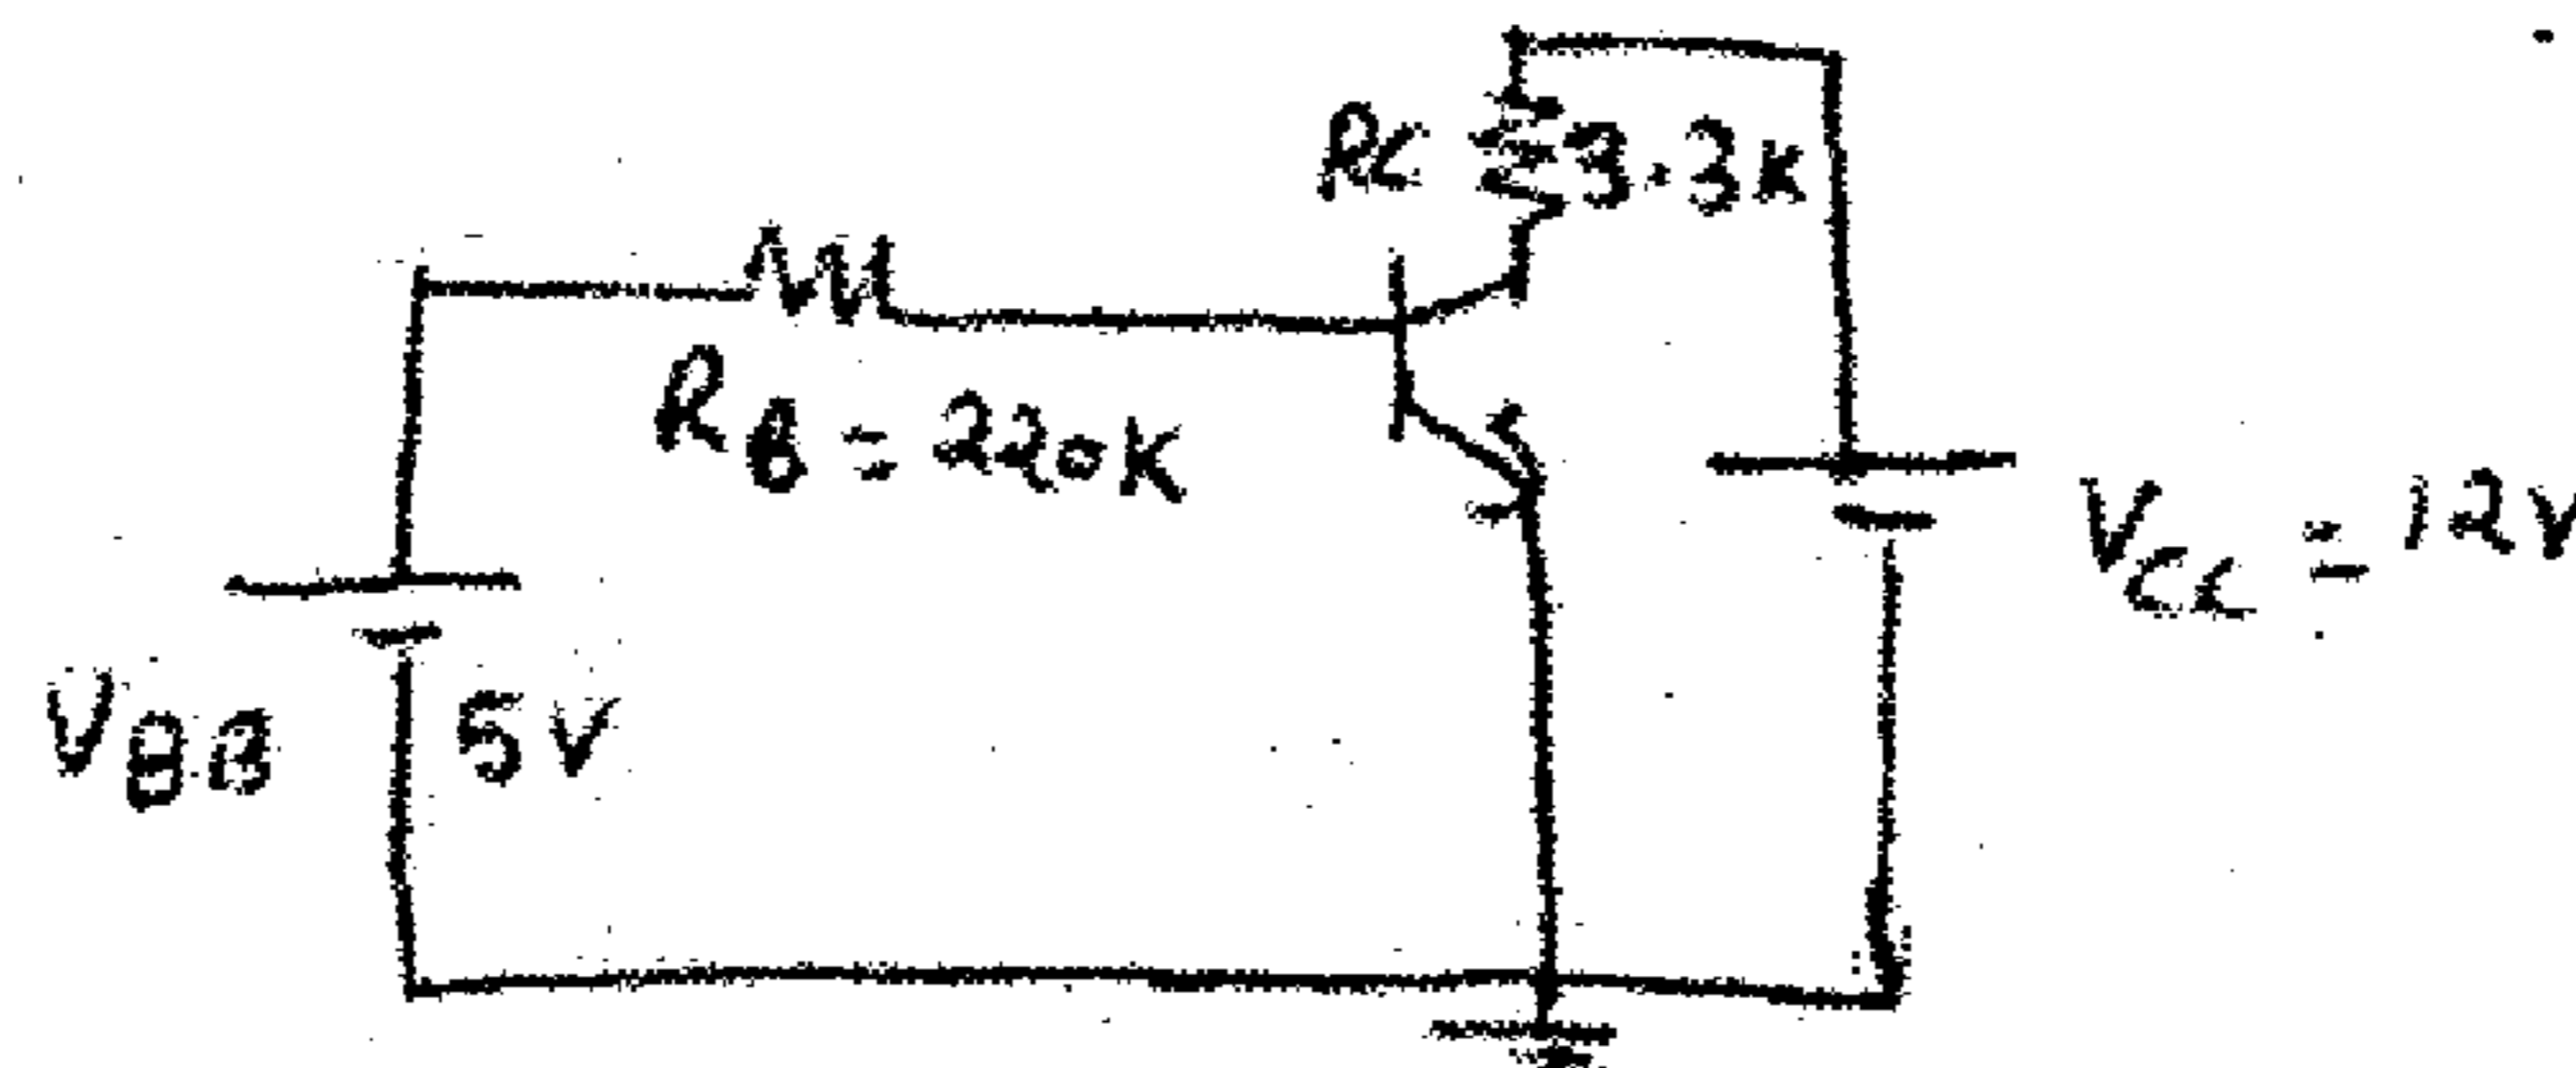 RC 3.3K
RB = 220K
VCC = 12V
VBB 5V